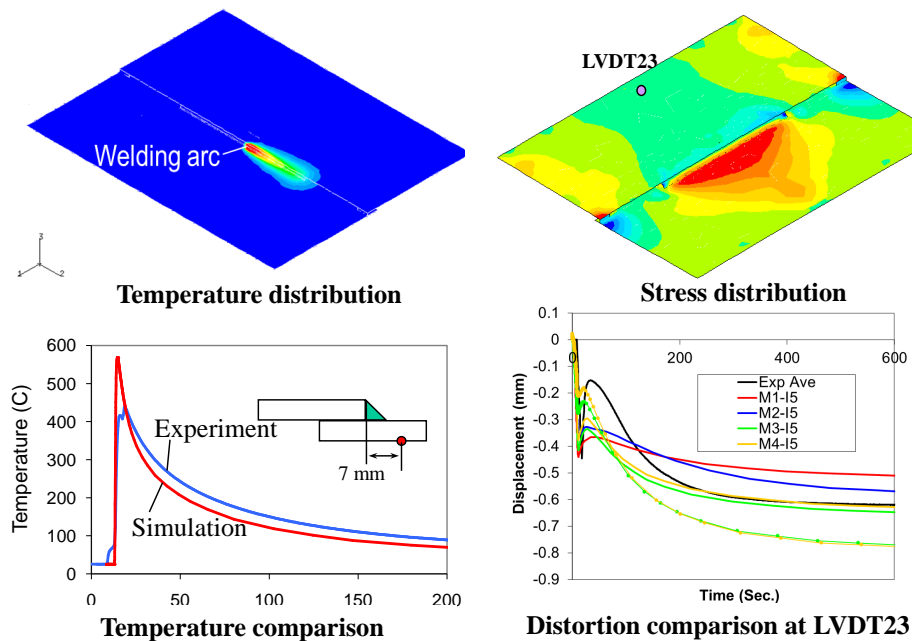 LVDT23
Welding arc
3
1
2
Temperature distribution
Stress distribution
600
500
400
300
200
100
0
Temperature (C)
Experiment
Simulation
7 mm
0
50
100
150
200
Temperature comparison
0.1
0
-0.1
-0.2
-0.3
-0.4
-0.5
-0.6
-0.7
-0.8
-0.9
Displacement (mm)
0
200
400
600
Exp Ave
M1-I5
M2-I5
M3-I5
M4-I5
Time (Sec.)
Distortion comparison at LVDT23